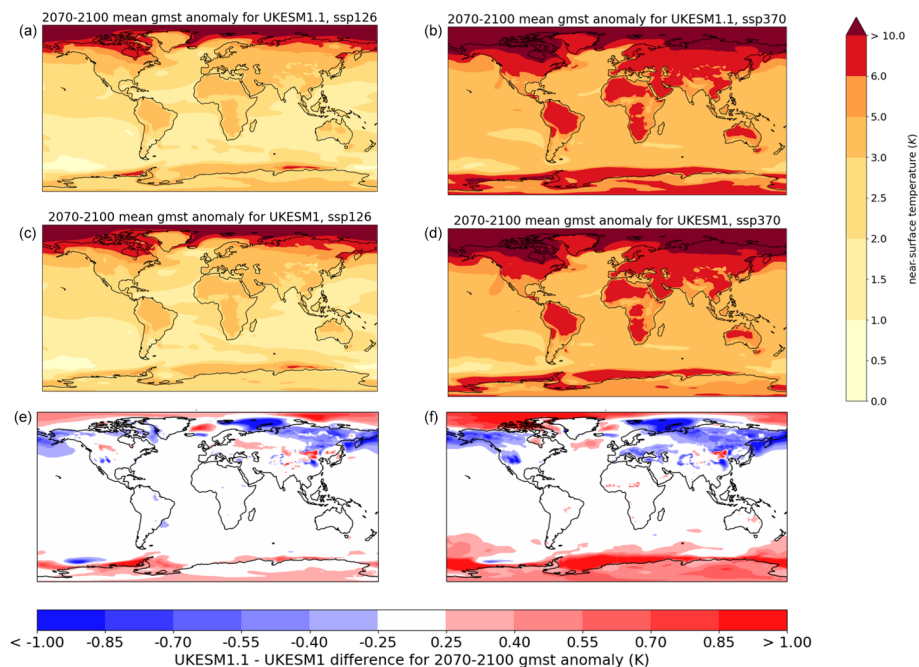 2070-2100 mean gmst anomaly for UKESM1.1, ssp126
(a)
2070-2100 mean gmst anomaly for UKESM1.1, ssp370
(b)
> 10.0
6.0
5.0
3.0
2.5
2.0
1.5
1.0
0.5
0.0
near-surface temperature (K)
2070-2100 mean gmst anomaly for UKESM1, ssp126
(c)
2070-2100 mean gmst anomaly for UKESM1, ssp370
(d)
(e)
(f)
< -1.00 -0.85 -0.70 -0.55 -0.40 -0.25 0.25 0.40 0.55 0.70 0.85 > 1.00
UKESM1.1 - UKESM1 difference for 2070-2100 gmst anomaly (K)